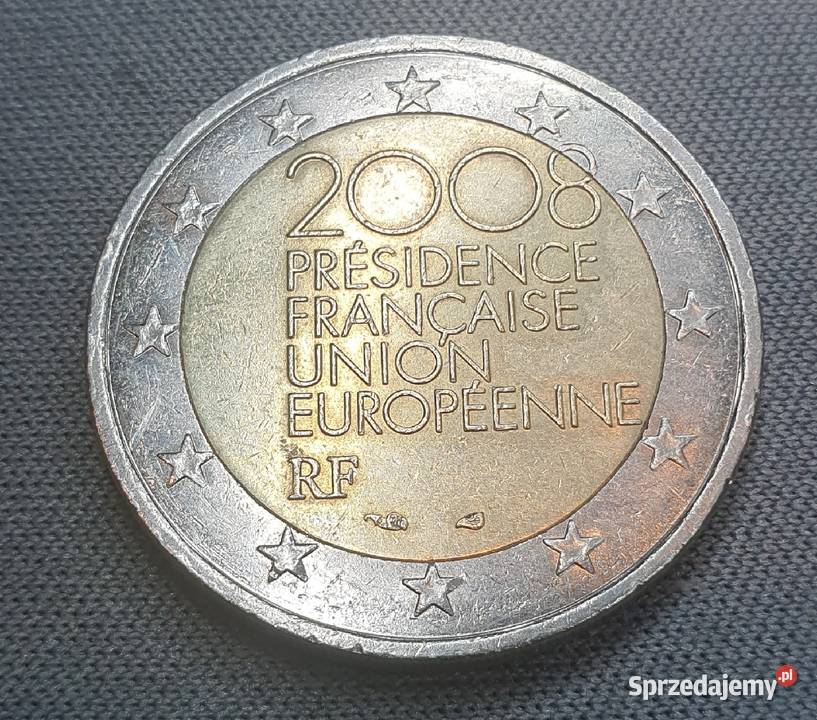 2008
PRÉSIDENCE
FRANÇAISE
UNION
EUROPÉENNE
RF
Sprzedajemy.pl